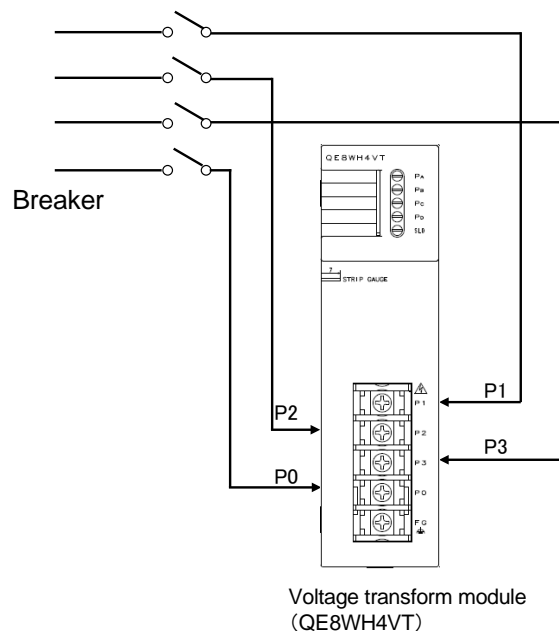 Breaker
QE8WH4VT
PA
PB
PC
PD
SLD
7
STRIP GAUGE
P1
P2
P3
P0
FG
P1
P2
P3
P0
Voltage transform module
（QE8WH4VT）